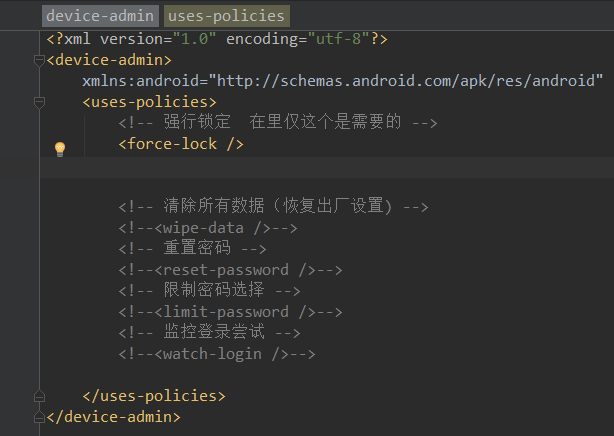 device-admin uses-policies
<?xml version="1.0" encoding="utf-8"?>
<device-admin>
xmlns:android="http://schemas.android.com/apk/res/android"
<uses-policies>
<!-- 强行锁定  在里仅这个是需要的 -->
<force-lock />
<!-- 清除所有数据（恢复出厂设置) -->
<!--<wipe-data />-->
<!-- 重置密码 -->
<!--<reset-password />-->
<!-- 限制密码选择 -->
<!--<limit-password />-->
<!-- 监控登录尝试 -->
<!--<watch-login />-->
</uses-policies>
</device-admin>